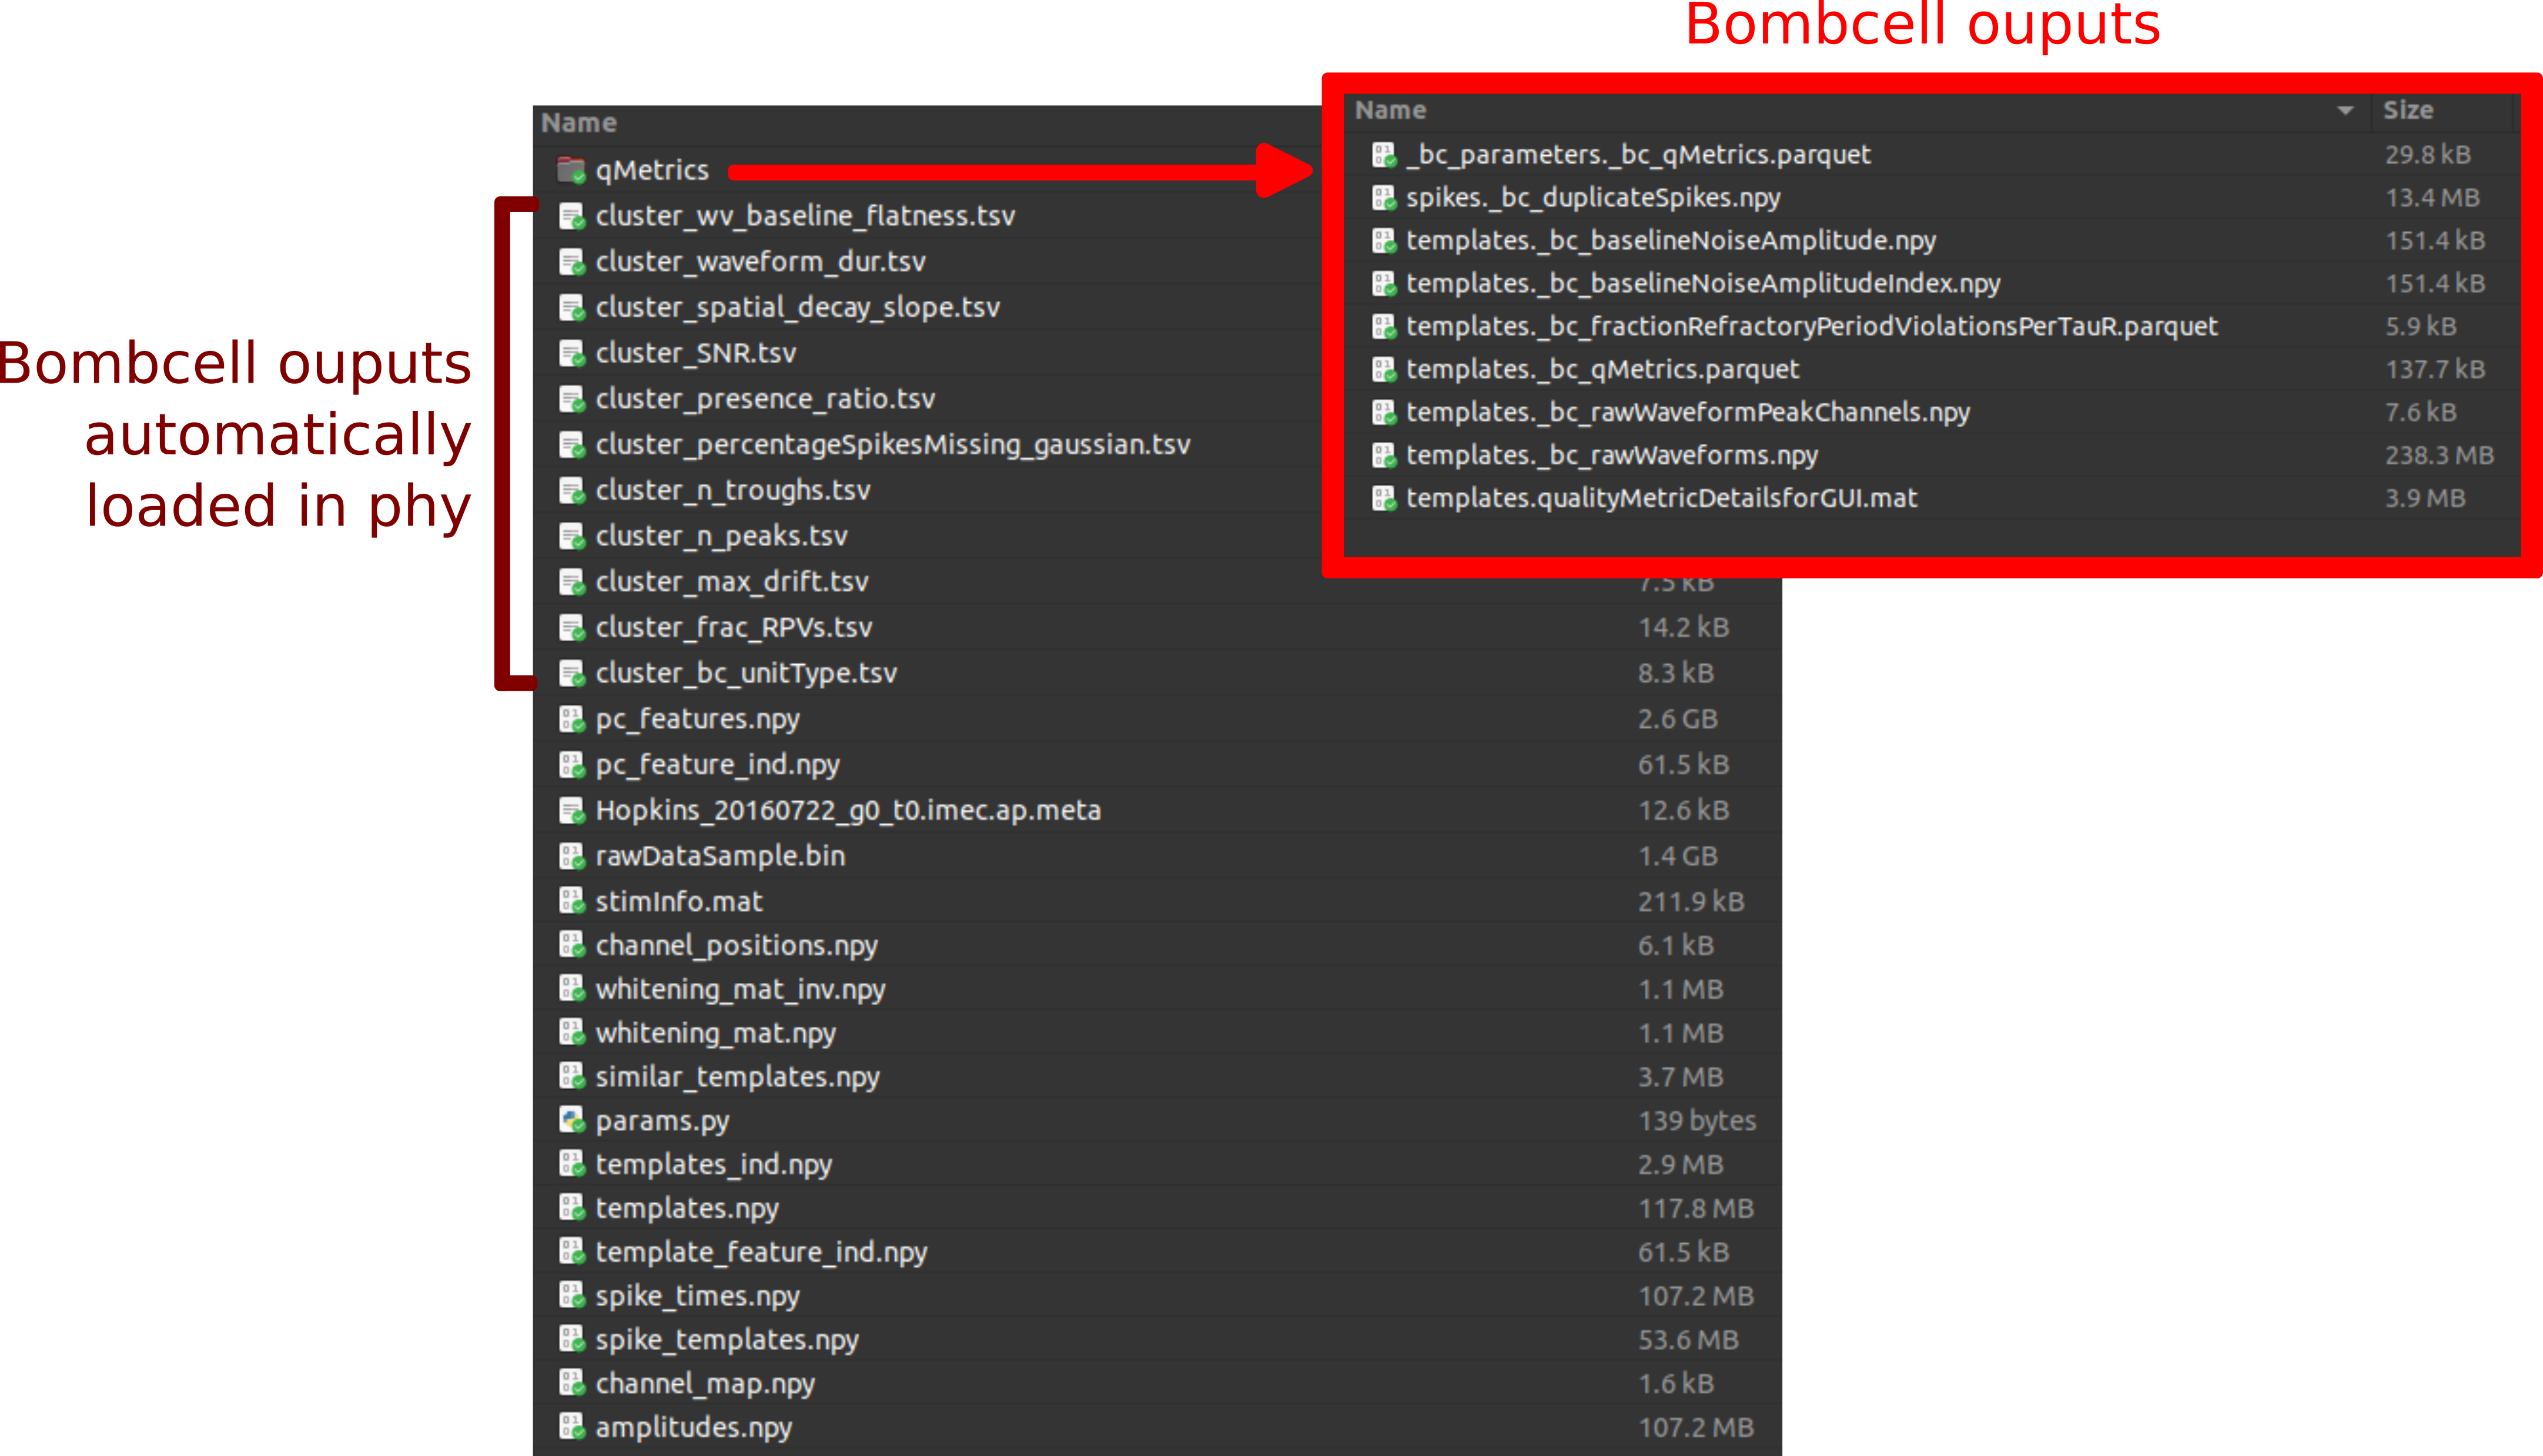 Bombcell ouputs
Name Size
_bc_parameters._bc_qMetrics.parquet 29.8 kB
spikes._bc_duplicateSpikes.npy 13.4 MB
templates._bc_baselineNoiseAmplitude.npy 151.4 kB
templates._bc_baselineNoiseAmplitudeIndex.npy 151.4 kB
templates._bc_fractionRefractoryPeriodViolationsPerTauR.parquet 5.9 kB
templates._bc_qMetrics.parquet 137.7 kB
templates._bc_rawWaveformPeakChannels.npy 7.6 kB
templates._bc_rawWaveforms.npy 238.3 MB
templates.qualityMetricDetailsforGUI.mat 3.9 MB
Bombcell ouputs
automatically
loaded in phy
Name
qMetrics
cluster_wv_baseline_flatness.tsv
cluster_waveform_dur.tsv
cluster_spatial_decay_slope.tsv
cluster_SNR.tsv
cluster_presence_ratio.tsv
cluster_percentageSpikesMissing_gaussian.tsv
cluster_n_troughs.tsv
cluster_n_peaks.tsv
cluster_max_drift.tsv 7.5 kB
cluster_frac_RPVs.tsv 14.2 kB
cluster_bc_unitType.tsv 8.3 kB
pc_features.npy 2.6 GB
pc_feature_ind.npy 61.5 kB
Hopkins_20160722_g0_t0.imec.ap.meta 12.6 kB
rawDataSample.bin 1.4 GB
stimInfo.mat 211.9 kB
channel_positions.npy 6.1 kB
whitening_mat_inv.npy 1.1 MB
whitening_mat.npy 1.1 MB
similar_templates.npy 3.7 MB
params.py 139 bytes
templates_ind.npy 2.9 MB
templates.npy 117.8 MB
template_feature_ind.npy 61.5 kB
spike_times.npy 107.2 MB
spike_templates.npy 53.6 MB
channel_map.npy 1.6 kB
amplitudes.npy 107.2 MB